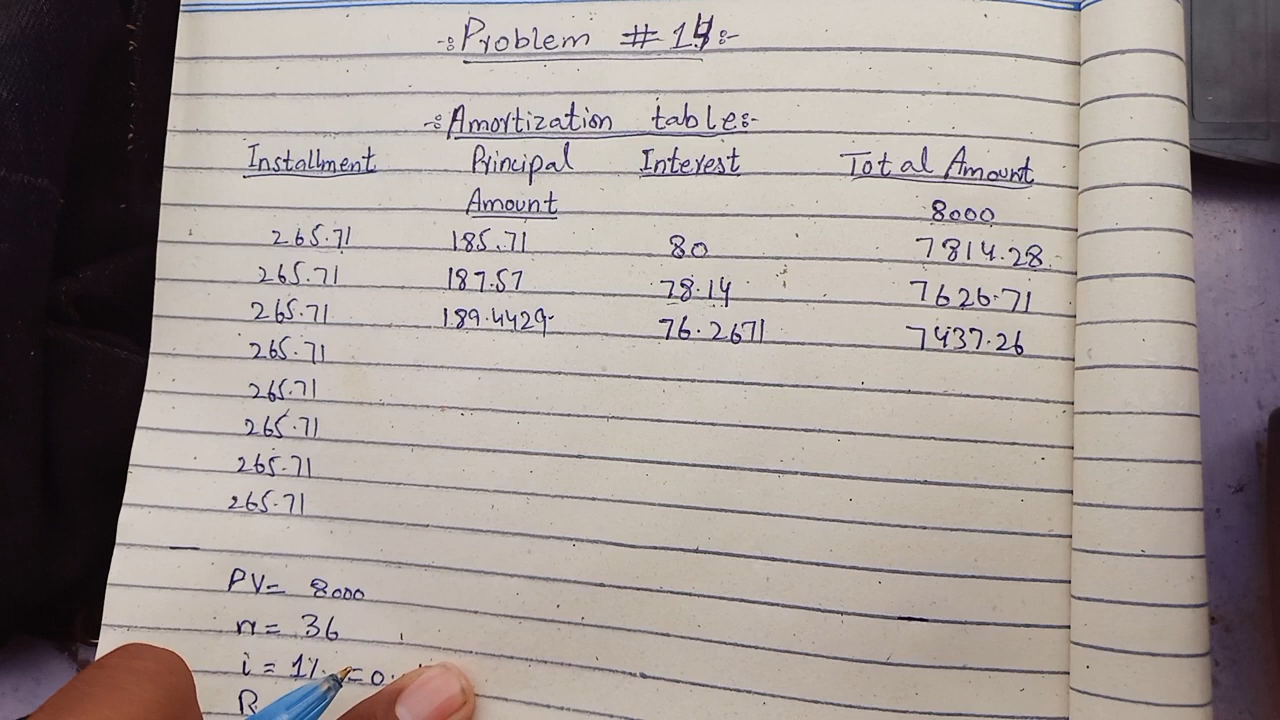 -:Problem # 14:-
-:Amortization table:-
Installment Principal Interest Total Amount
Amount 8000
265.71 185.71 80 7814.28
265.71 187.57 78.14 7626.71
265.71 189.4429 76.2671 7437.26
265.71
265.71
265.71
265.71
265.71
PV= 8000
n= 36
i = 1% =0.
R